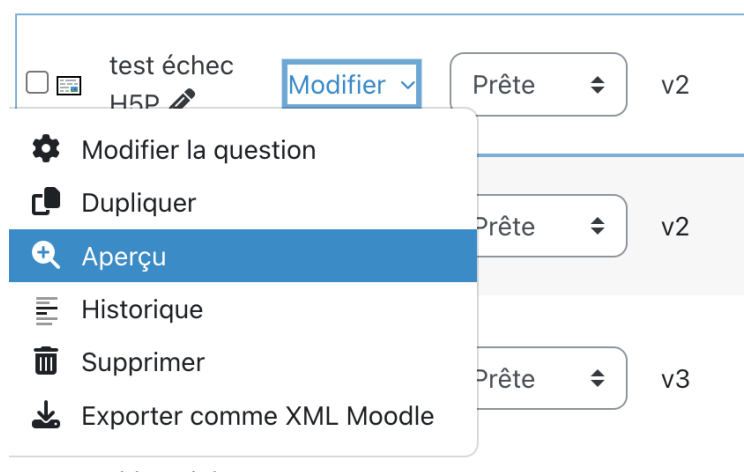 test échec
H5P
Modifier
Prête
v2
Modifier la question
Dupliquer
Prête
v2
Aperçu
Historique
Supprimer
Prête
v3
Exporter comme XML Moodle